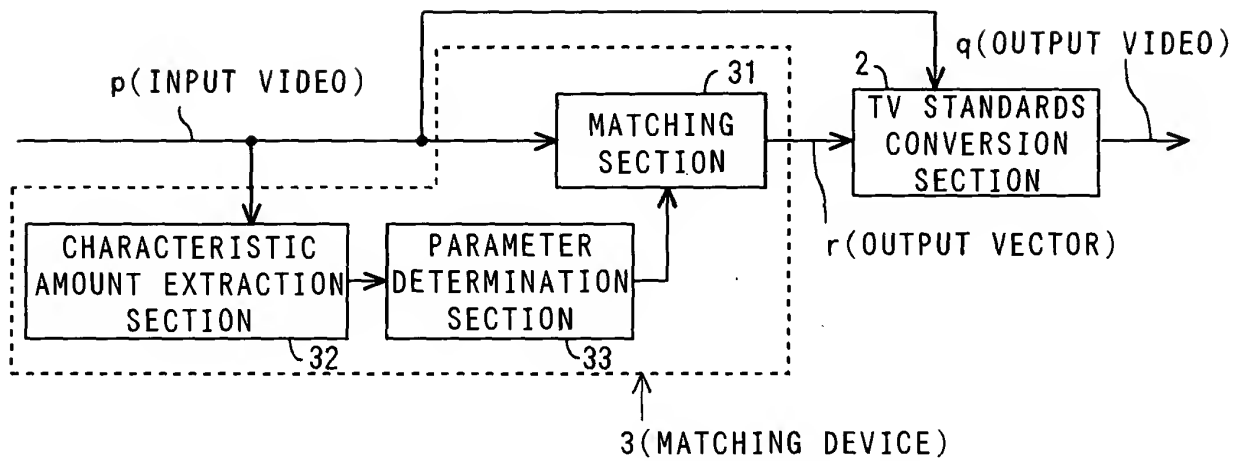 p(INPUT VIDEO)
31
MATCHING
SECTION
2
q(OUTPUT VIDEO)
TV STANDARDS
CONVERSION
SECTION
r(OUTPUT VECTOR)
CHARACTERISTIC
AMOUNT EXTRACTION
SECTION
32
PARAMETER
DETERMINATION
SECTION
33
3(MATCHING DEVICE)